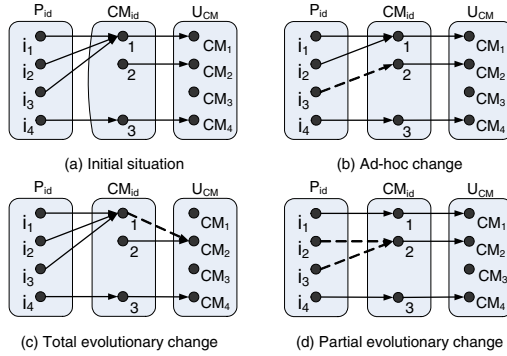 P_id CM_id U_CM P_id CM_id U_CM
i_1 1 CM_1 i_1 1 CM_1
i_2 2 CM_2 i_2 2 CM_2
i_3 CM_3 i_3 CM_3
i_4 3 CM_4 i_4 3 CM_4
(a) Initial situation (b) Ad-hoc change
P_id CM_id U_CM P_id CM_id U_CM
i_1 1 CM_1 i_1 1 CM_1
i_2 2 CM_2 i_2 2 CM_2
i_3 CM_3 i_3 CM_3
i_4 3 CM_4 i_4 3 CM_4
(c) Total evolutionary change (d) Partial evolutionary change